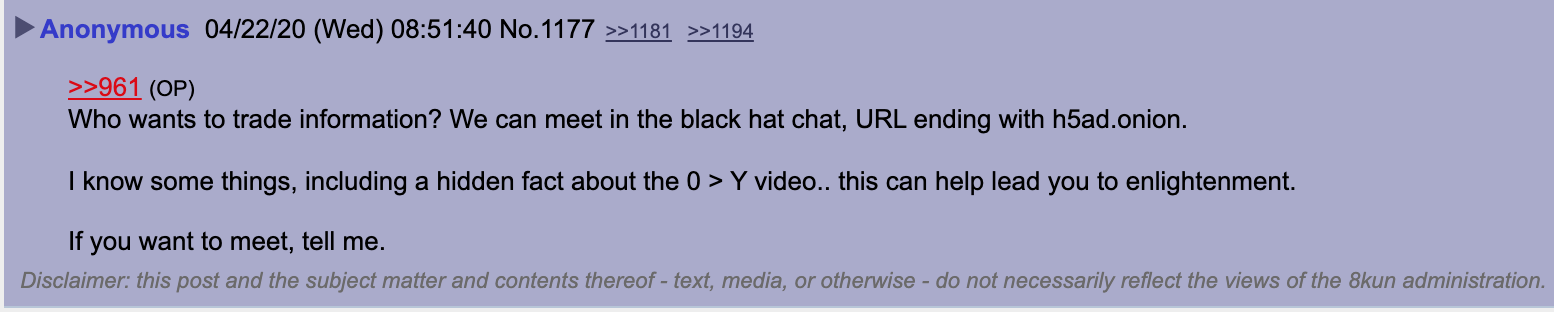 ▶ Anonymous 04/22/20 (Wed) 08:51:40 No.1177 >>1181 >>1194
>>961 (OP)
Who wants to trade information? We can meet in the black hat chat, URL ending with h5ad.onion.
I know some things, including a hidden fact about the 0 > Y video.. this can help lead you to enlightenment.
If you want to meet, tell me.
Disclaimer: this post and the subject matter and contents thereof - text, media, or otherwise - do not necessarily reflect the views of the 8kun administration.